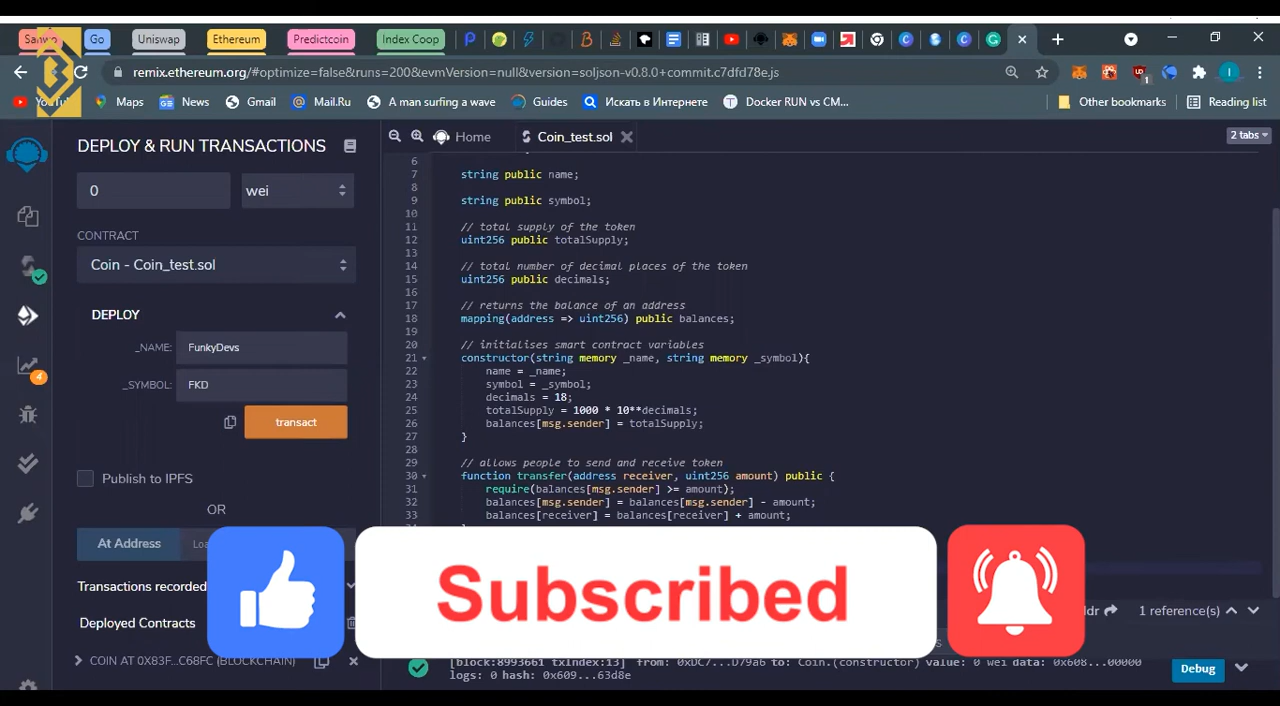 Sanwo
Go
Uniswap
Ethereum
Predictcoin
Index Coop
remix.ethereum.org/#optimize=false&runs=200&evmVersion=null&version=soljson-v0.8.0+commit.c7dfd78e.js
Maps
News
Gmail
Mail.Ru
A man surfing a wave
Guides
Искать в Интернете
Docker RUN vs CM...
Other bookmarks
Reading list
DEPLOY & RUN TRANSACTIONS
0
wei
CONTRACT
Coin - Coin_test.sol
DEPLOY
_NAME: FunkyDevs
_SYMBOL: FKD
transact
Publish to IPFS
OR
At Address
Transactions recorded
Deployed Contracts
COIN AT 0X83F...C68FC (BLOCKCHAIN)
4
Home
Coin_test.sol
2 tabs
6
7 string public name;
8
9 string public symbol;
10
11 // total supply of the token
12 uint256 public totalSupply;
13
14 // total number of decimal places of the token
15 uint256 public decimals;
16
17 // returns the balance of an address
18 mapping(address => uint256) public balances;
19
20 // initialises smart contract variables
21 constructor(string memory _name, string memory _symbol){
22 name = _name;
23 symbol = _symbol;
24 decimals = 18;
25 totalSupply = 1000 * 10**decimals;
26 balances[msg.sender] = totalSupply;
27 }
28
29 // allows people to send and receive token
30 function transfer(address receiver, uint256 amount) public {
31 require(balances[msg.sender] >= amount);
32 balances[msg.sender] = balances[msg.sender] - amount;
33 balances[receiver] = balances[receiver] + amount;
Subscribed
1 reference(s)
[block:8993661 txIndex:13] from: 0xDC7...D79a6 to: Coin.(constructor) value: 0 wei data: 0x608...00000
logs: 0 hash: 0x609...63d8e
Debug